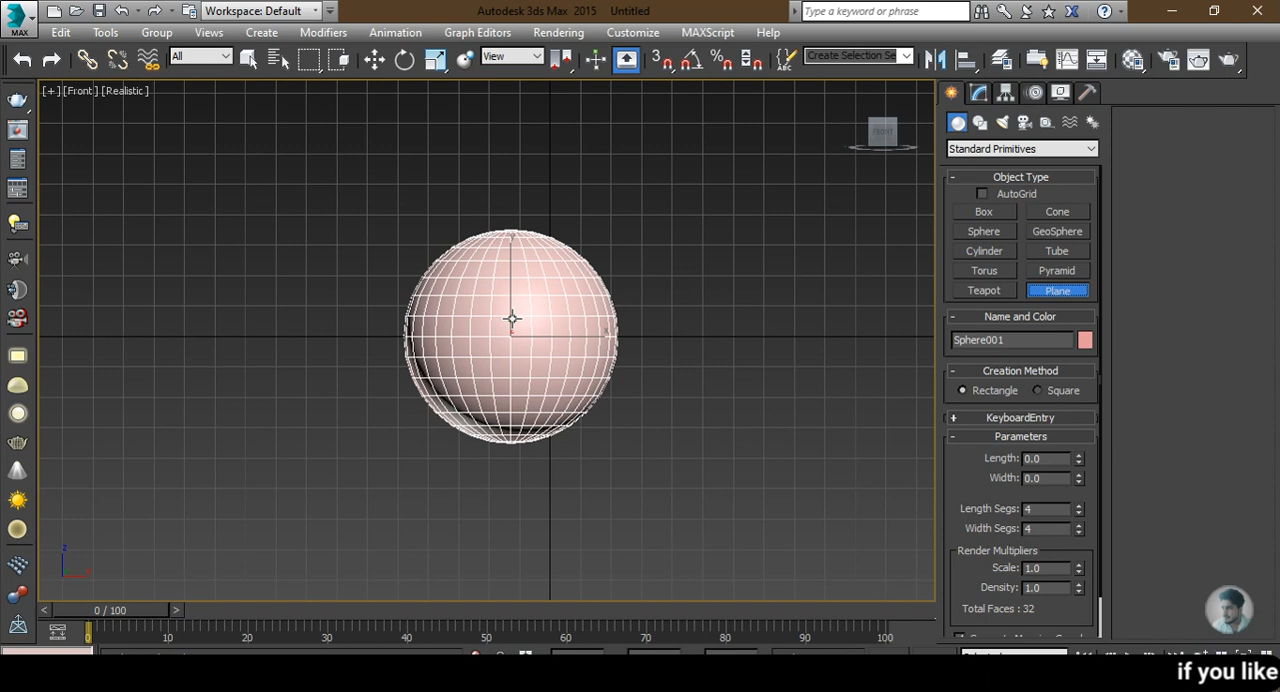 Workspace: Default
Autodesk 3ds Max 2015 Untitled
Type a keyword or phrase
MAX
Edit Tools Group Views Create Modifiers Animation Graph Editors Rendering Customize MAXScript Help
All
View
Create Selection Se
[+] [Front] [Realistic]
FRONT
Standard Primitives
- Object Type
AutoGrid
Box Cone
Sphere GeoSphere
Cylinder Tube
Torus Pyramid
Teapot Plane
- Name and Color
Sphere001
- Creation Method
Rectangle Square
+ KeyboardEntry
- Parameters
Length: 0.0
Width: 0.0
Length Segs: 4
Width Segs: 4
Render Multipliers
Scale: 1.0
Density: 1.0
Total Faces : 32
z
x
< 0 / 100 >
0 10 20 30 40 50 60 70 80 90 100
if you like